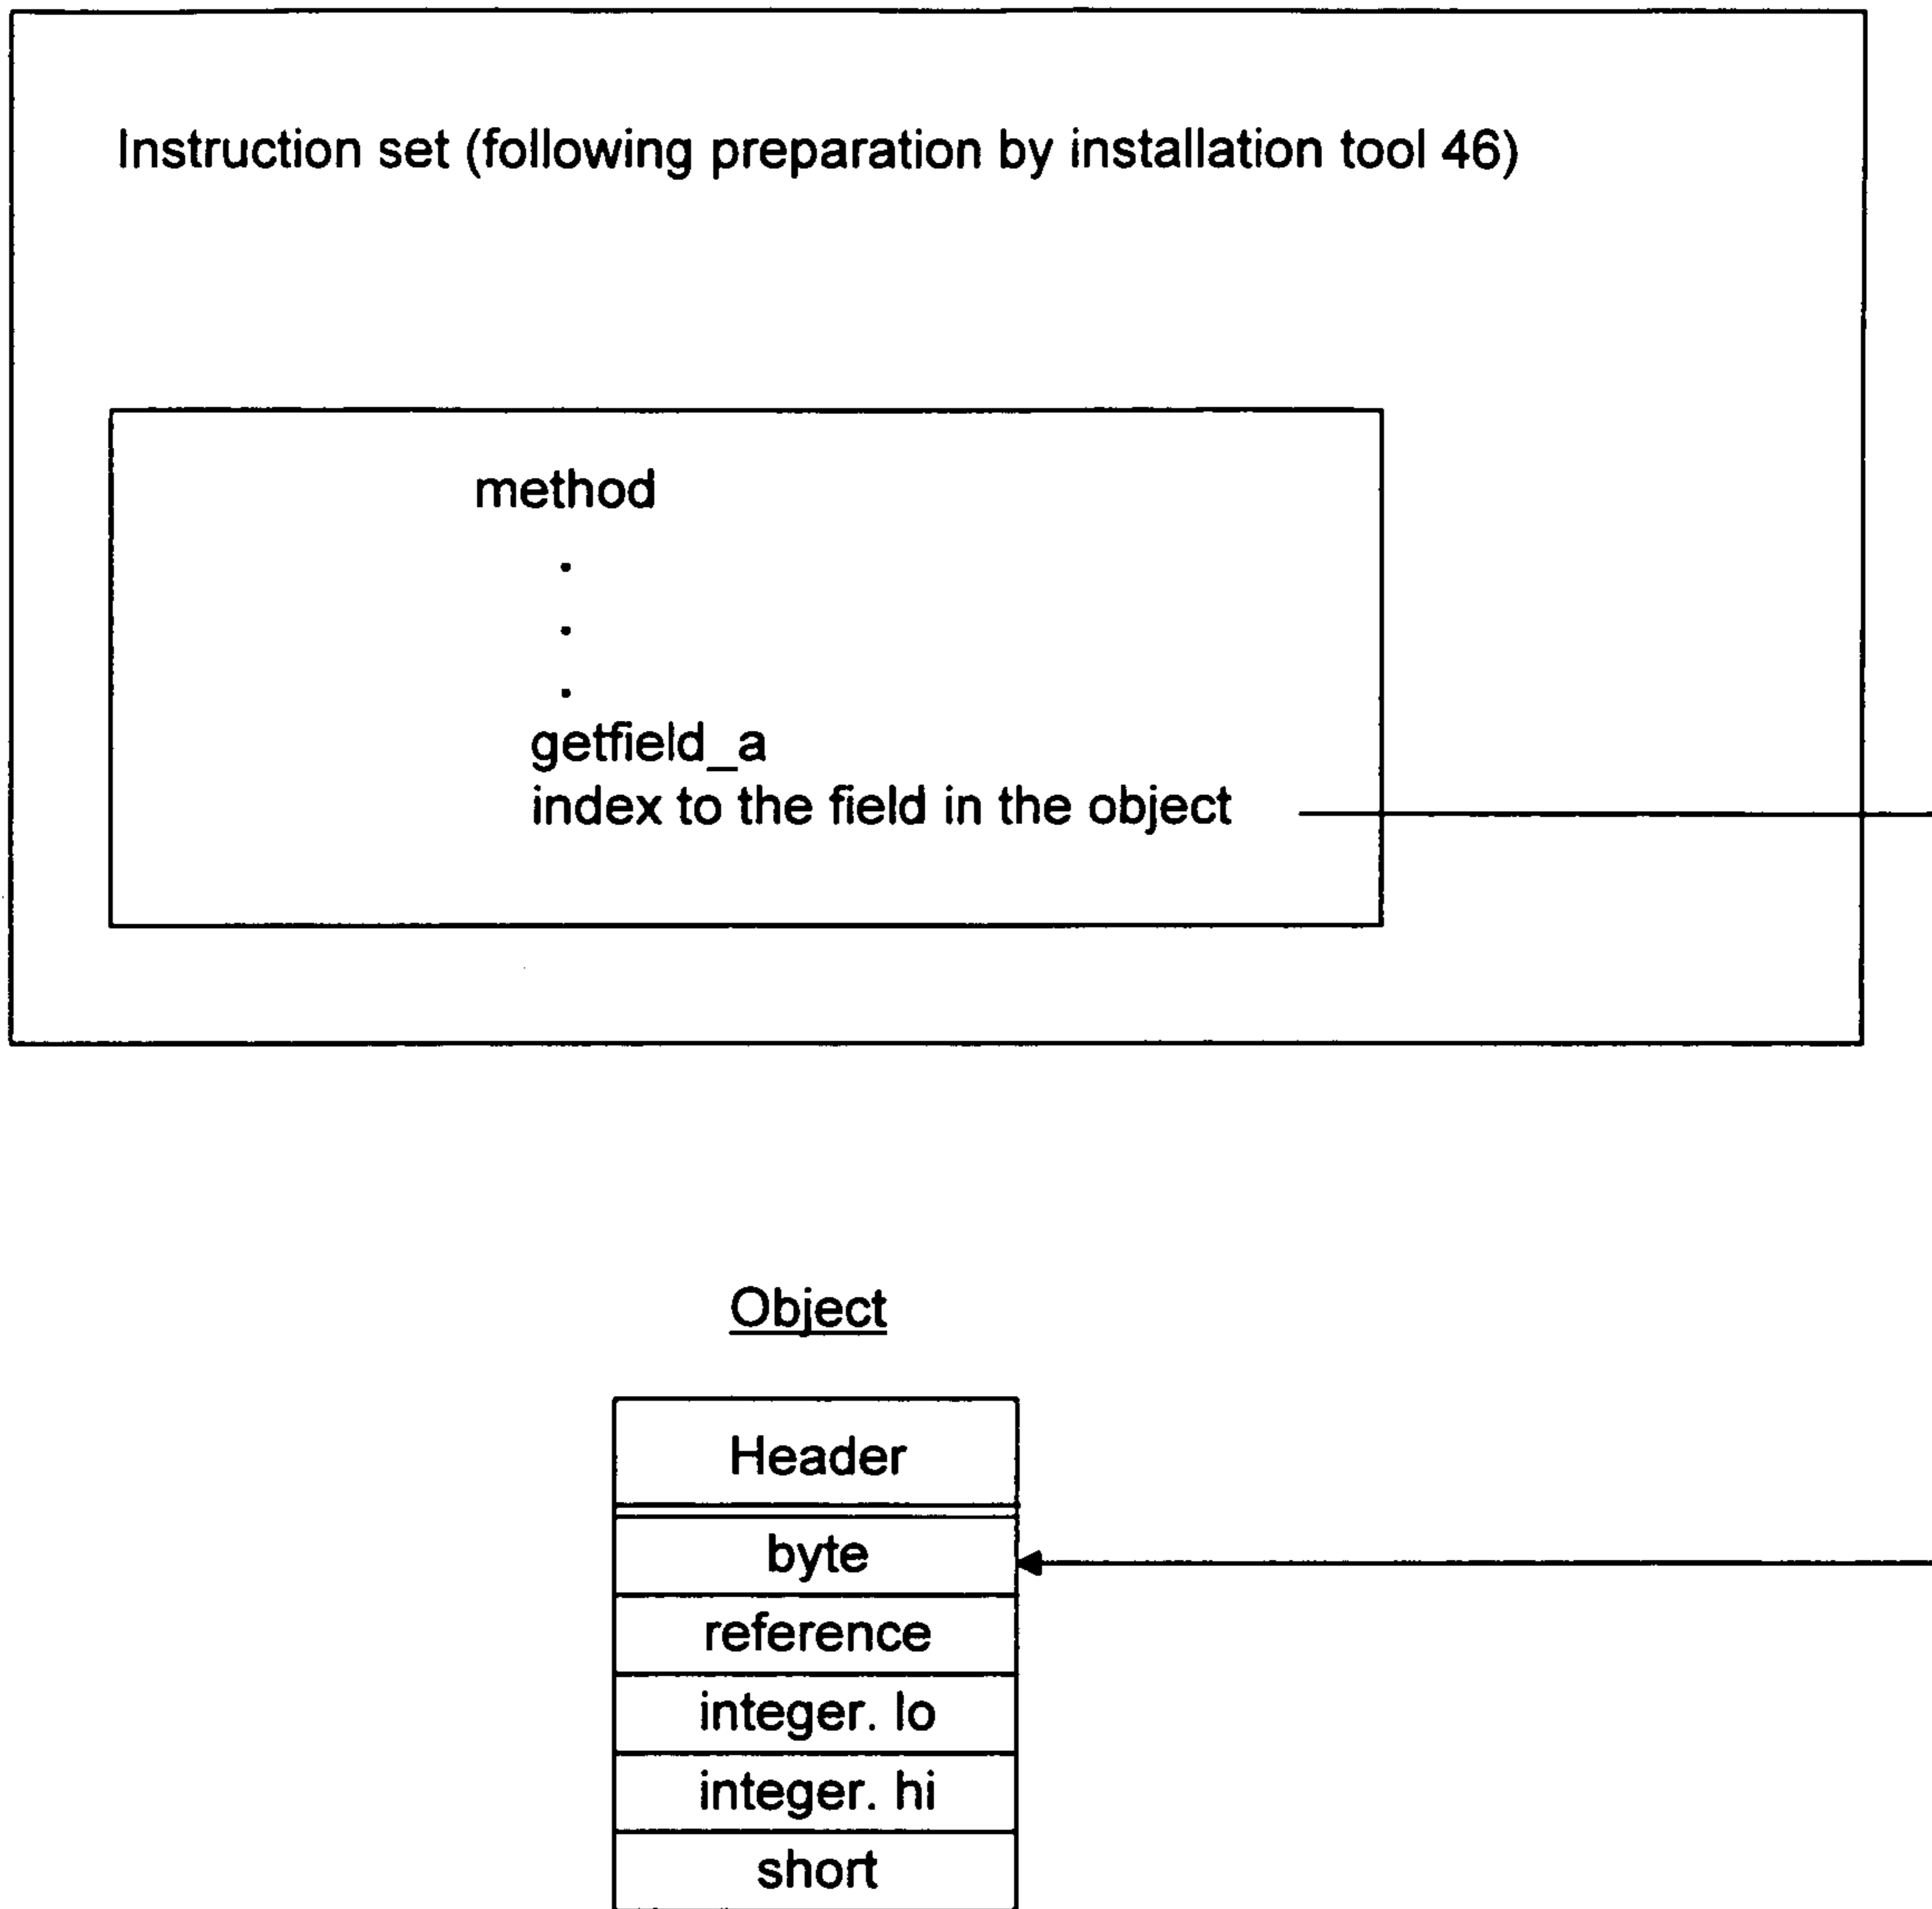 Instruction set (following preparation by installation tool 46)
method
.
.
.
getfield_a
index to the field in the object
Object
Header
byte
reference
integer. lo
integer. hi
short